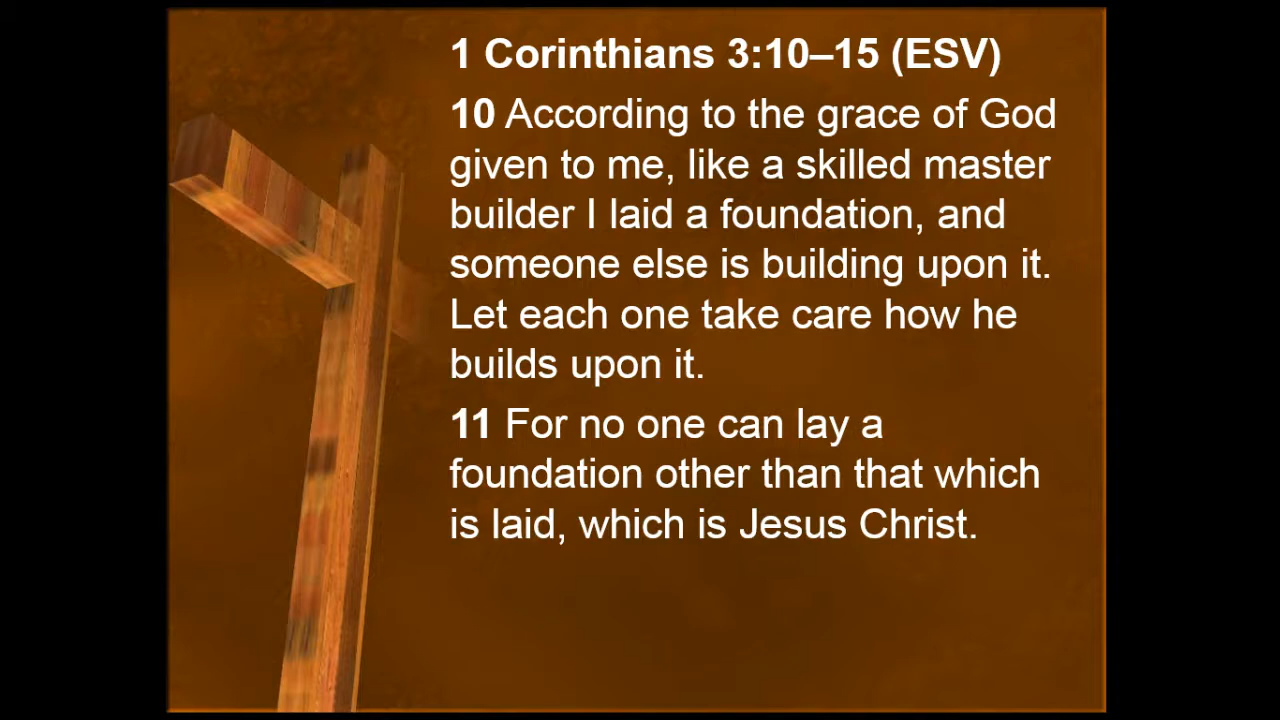 1 Corinthians 3:10–15 (ESV)
10 According to the grace of God
given to me, like a skilled master
builder I laid a foundation, and
someone else is building upon it.
Let each one take care how he
builds upon it.
11 For no one can lay a
foundation other than that which
is laid, which is Jesus Christ.